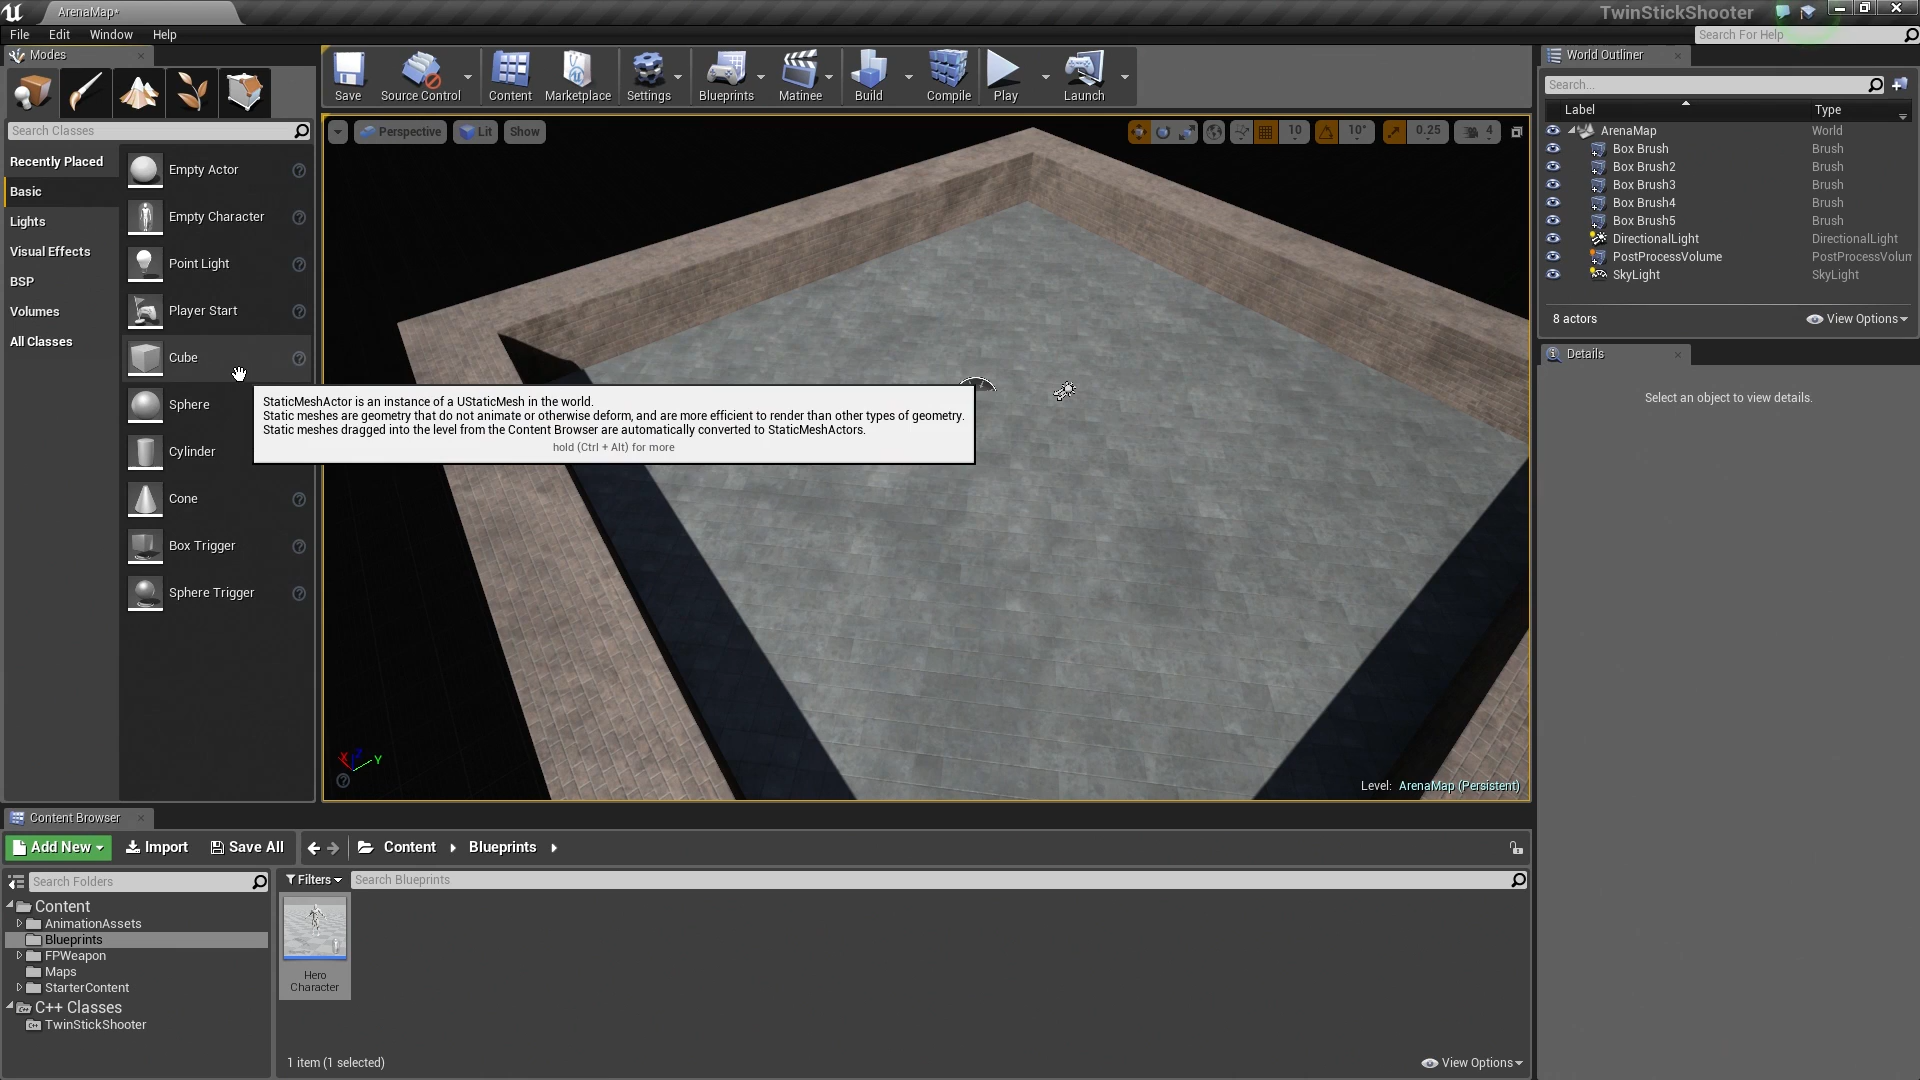 ArenaMap*
TwinStickShooter
File
Edit
Window
Help
Search For Help
Modes
Search Classes
Recently Placed
Basic
Lights
Visual Effects
BSP
Volumes
All Classes
Empty Actor
Empty Character
Point Light
Player Start
Cube
Sphere
Cylinder
Cone
Box Trigger
Sphere Trigger
Save
Source Control
Content
Marketplace
Settings
Blueprints
Matinee
Build
Compile
Play
Launch
Perspective
Lit
Show
10
10°
0.25
4
StaticMeshActor is an instance of a UStaticMesh in the world.
Static meshes are geometry that do not animate or otherwise deform, and are more efficient to render than other types of geometry.
Static meshes dragged into the level from the Content Browser are automatically converted to StaticMeshActors.
hold (Ctrl + Alt) for more
X
Z
Y
Level: ArenaMap (Persistent)
World Outliner
Search...
Label Type
ArenaMap World
Box Brush Brush
Box Brush2 Brush
Box Brush3 Brush
Box Brush4 Brush
Box Brush5 Brush
DirectionalLight DirectionalLight
PostProcessVolume PostProcessVolum
SkyLight SkyLight
8 actors
View Options
Details
Select an object to view details.
Content Browser
Add New
Import
Save All
Content
Blueprints
Search Folders
Filters
Search Blueprints
Content
AnimationAssets
Blueprints
FPWeapon
Maps
StarterContent
C++ Classes
TwinStickShooter
Hero
Character
1 item (1 selected)
View Options